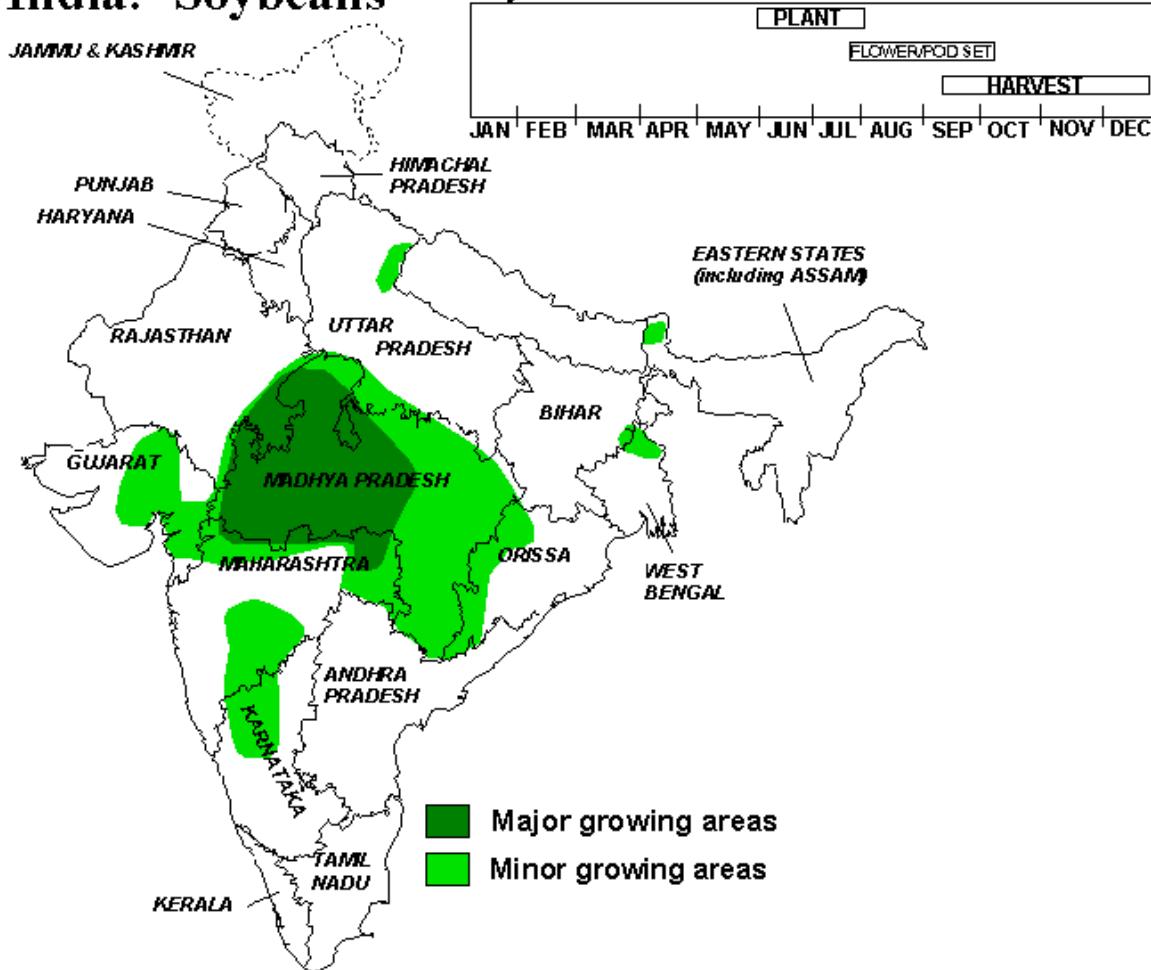 India: Soybeans
PLANT
FLOWER/POD SET
HARVEST
JAN FEB MAR APR MAY JUN JUL AUG SEP OCT NOV DEC
JAMMU & KASHMIR
HIMACHAL
PRADESH
PUNJAB
HARYANA
EASTERN STATES
(including ASSAM)
RAJASTHAN
UTTAR
PRADESH
BIHAR
GUJARAT
MADHYA PRADESH
MAHARASHTRA
ORISSA
WEST
BENGAL
ANDHRA
PRADESH
KARNATAKA
Major growing areas
Minor growing areas
TAMIL
NADU
KERALA